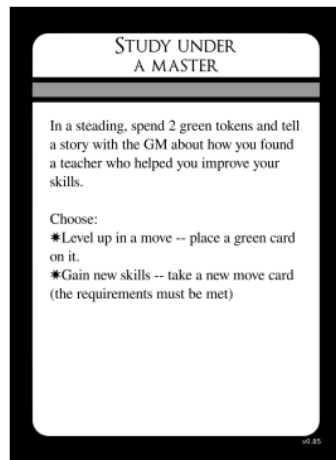 STUDY UNDER
A MASTER
In a steading, spend 2 green tokens and tell
a story with the GM about how you found
a teacher who helped you improve your
skills.
Choose:
✷Level up in a move -- place a green card
on it.
✷Gain new skills -- take a new move card
(the requirements must be met)
v0.85